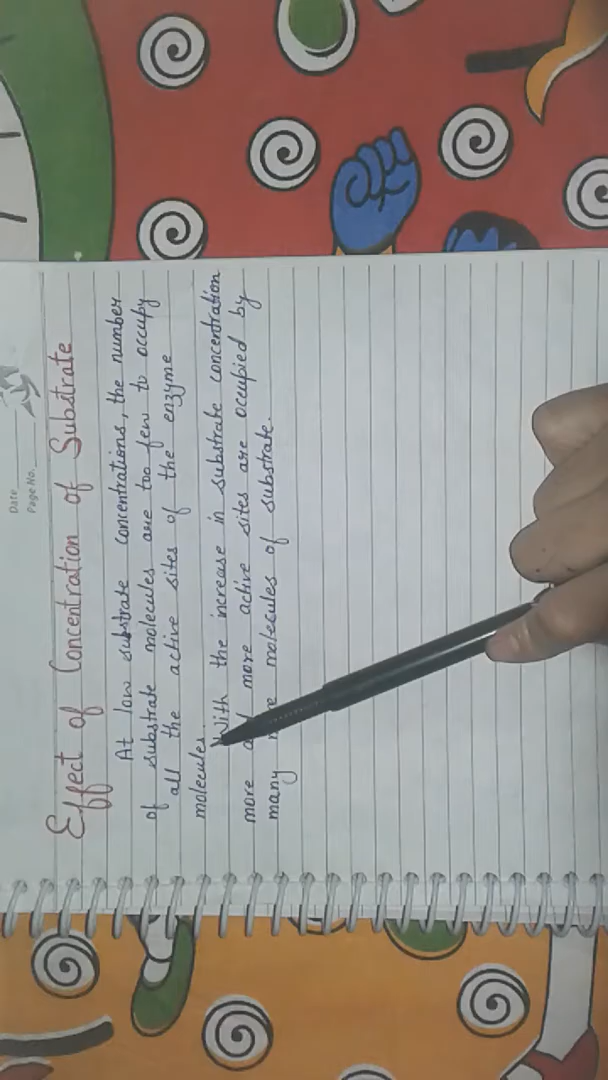 Date
Page No.
Effect of Concentration of Substrate
At low substrate concentrations, the number
of substrate molecules are too few to occupy
all the active sites of the enzyme
molecules.
With the increase in substrate concentration
more more active sites are occupied by
many molecules of substrate.